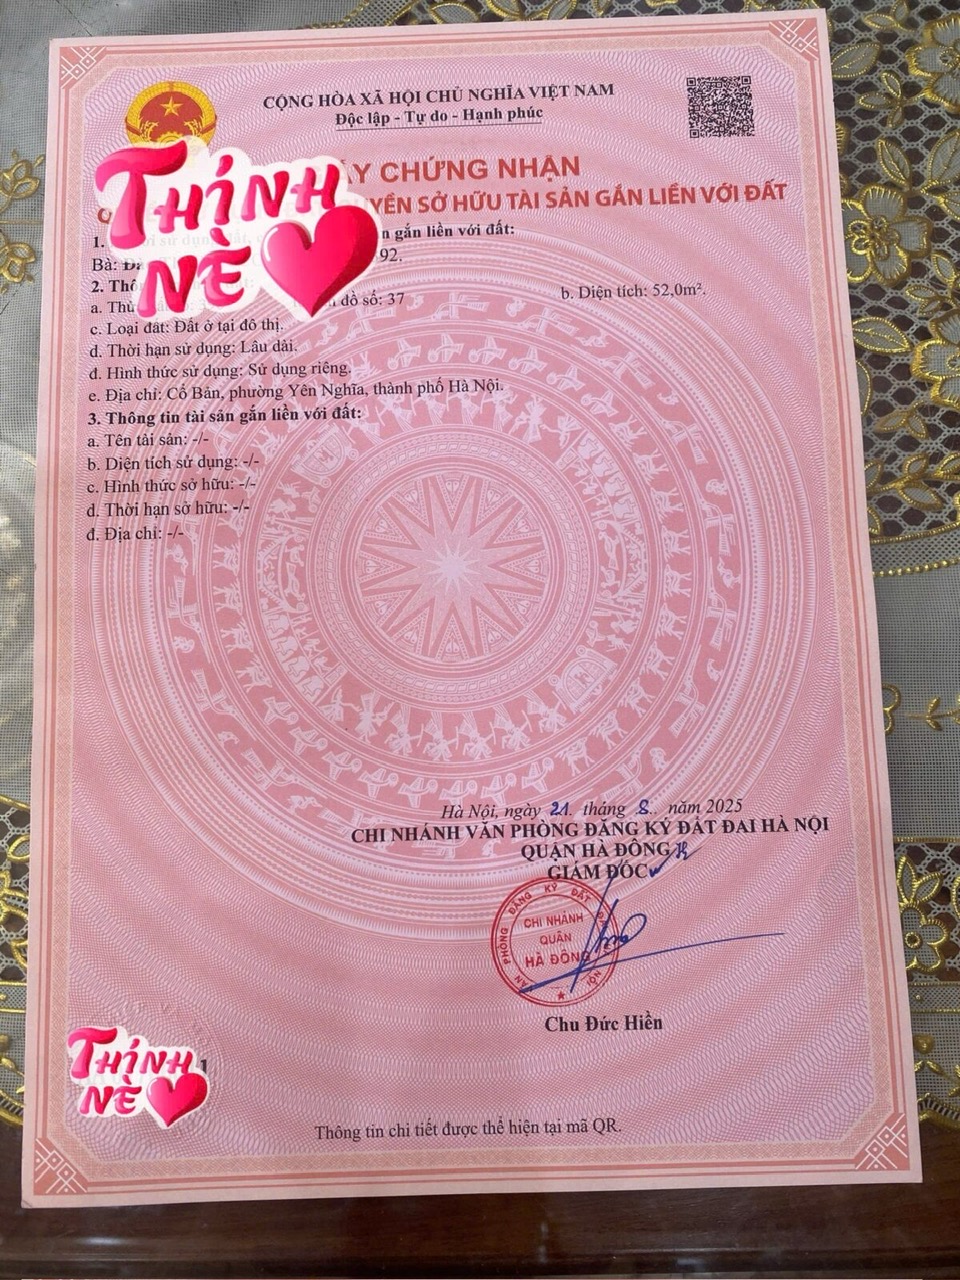 CỘNG HÒA XÃ HỘI CHỦ NGHĨA VIỆT NAM
Độc lập - Tự do - Hạnh phúc
THÍNH NÈ
CHỨNG NHẬN
SỞ HỮU TÀI SẢN GẮN LIỀN VỚI ĐẤT
1. gắn liền với đất:
Bà: 92.
2.
a. đồ số: 37 b. Diện tích: 52,0m².
c. Loại đất: Đất ở tại đô thị.
d. Thời hạn sử dụng: Lâu dài.
đ. Hình thức sử dụng: Sử dụng riêng.
e. Địa chỉ: Cổ Bản, phường Yên Nghĩa, thành phố Hà Nội.
3. Thông tin tài sản gắn liền với đất:
a. Tên tài sản: -/-
b. Diện tích sử dụng: -/-
c. Hình thức sở hữu: -/-
d. Thời hạn sở hữu: -/-
đ. Địa chỉ: -/-
Hà Nội, ngày 21. tháng 8.. năm 2025
CHI NHÁNH VĂN PHÒNG ĐĂNG KÝ ĐẤT ĐAI HÀ NỘI
QUẬN HÀ ĐÔNG
GIÁM ĐỐC
CHI NHÁNH
QUẬN
HÀ ĐÔNG
Chu Đức Hiền
THÍNH NÈ
Thông tin chi tiết được thể hiện tại mã QR.